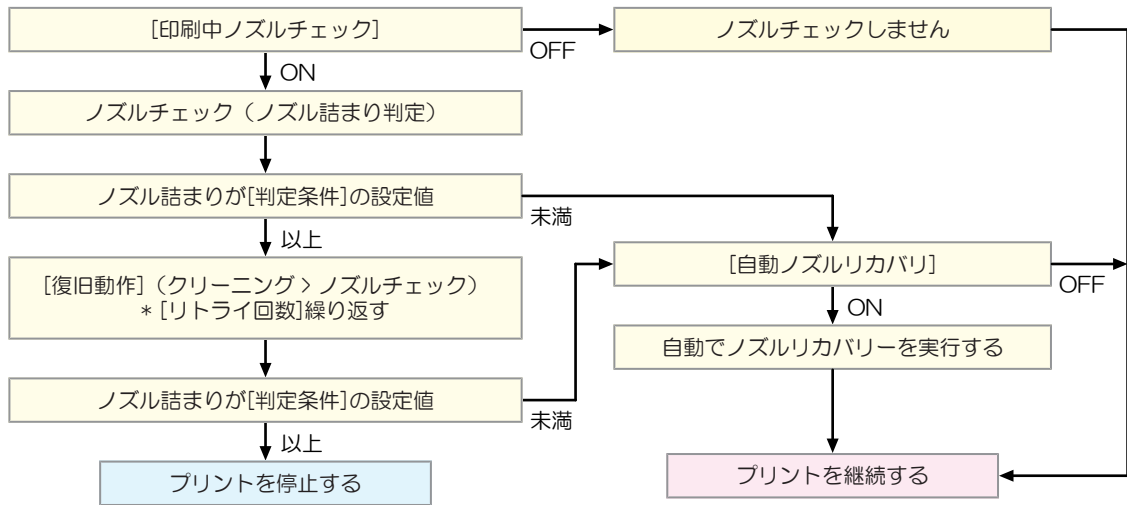 [印刷中ノズルチェック]
OFF
ノズルチェックしません
ON
ノズルチェック（ノズル詰まり判定）
ノズル詰まりが[判定条件]の設定値
未満
以上
[復旧動作]（クリーニング > ノズルチェック）
* [リトライ回数]繰り返す
[自動ノズルリカバリ]
OFF
ON
自動でノズルリカバリーを実行する
ノズル詰まりが[判定条件]の設定値
未満
以上
プリントを停止する
プリントを継続する